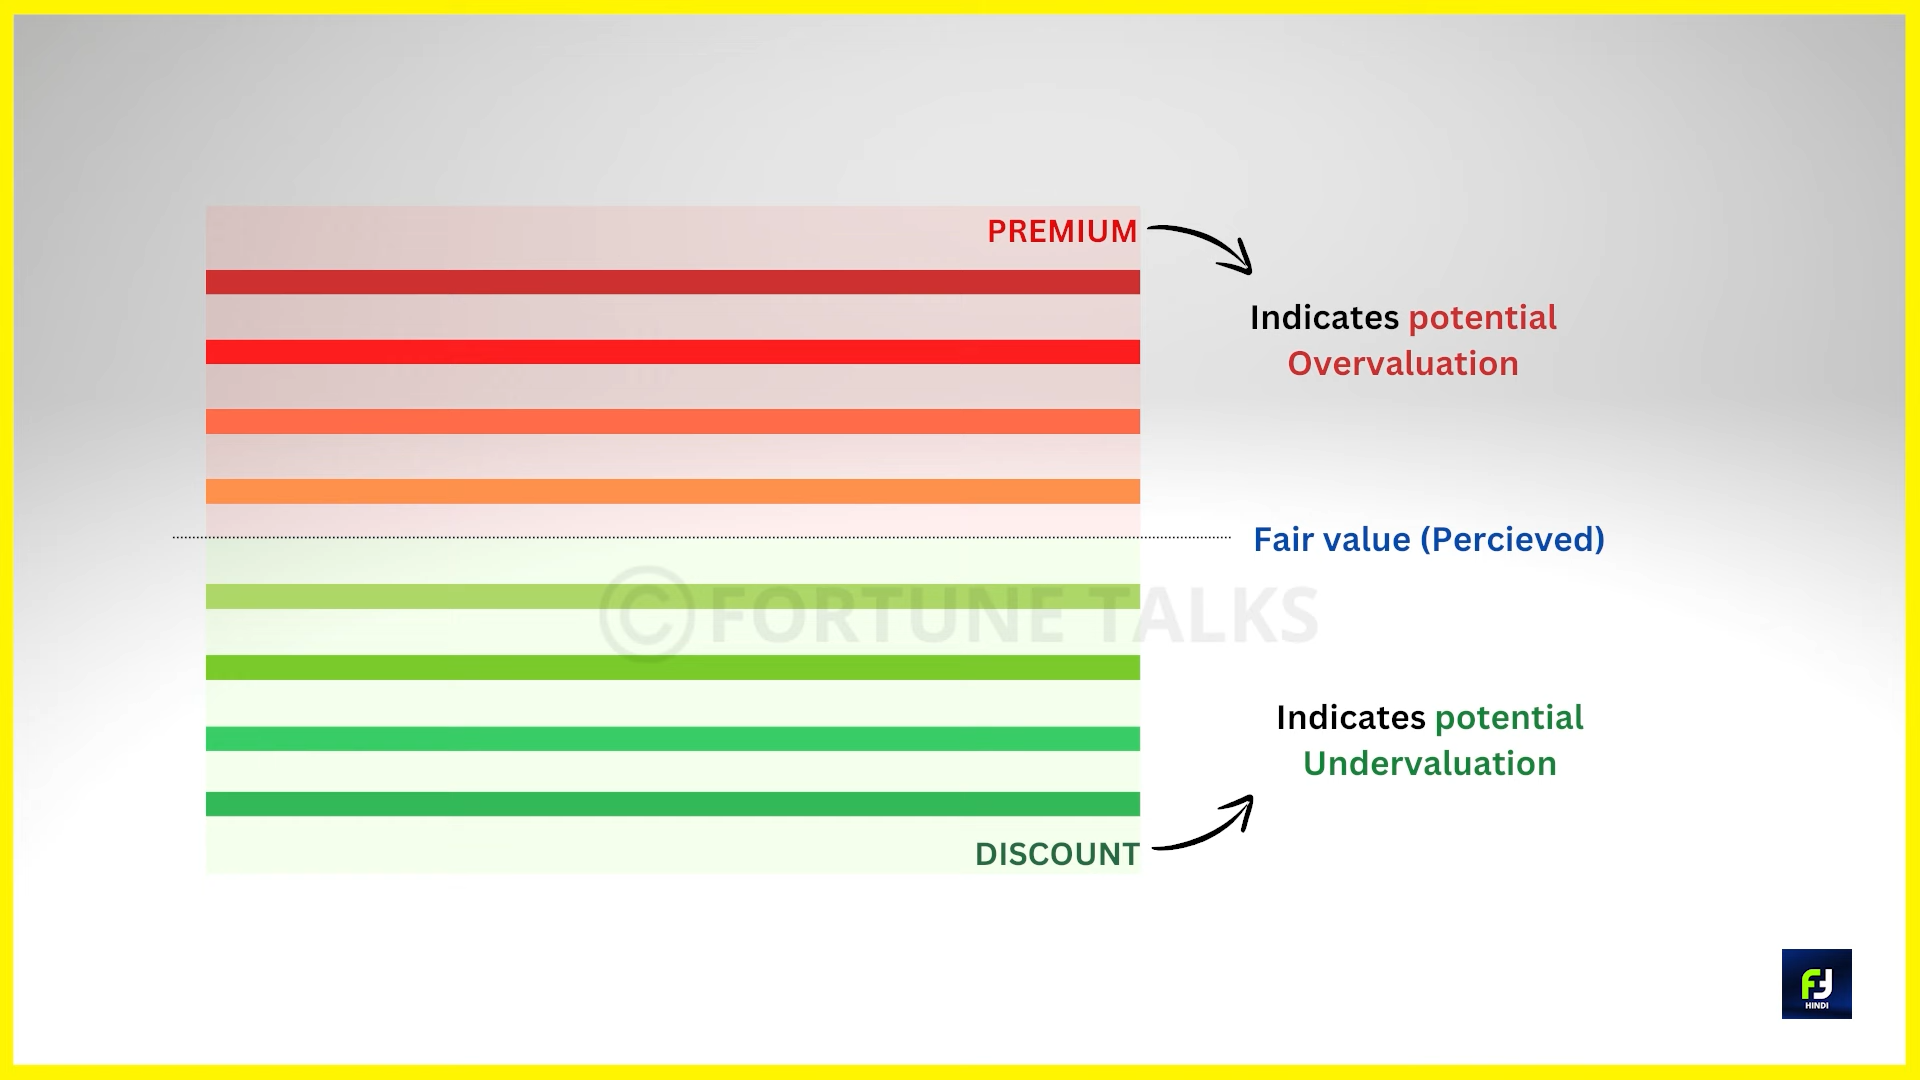 PREMIUM
Indicates potential
Overvaluation
Fair value (Percieved)
© FORTUNE TALKS
Indicates potential
Undervaluation
DISCOUNT
HINDI